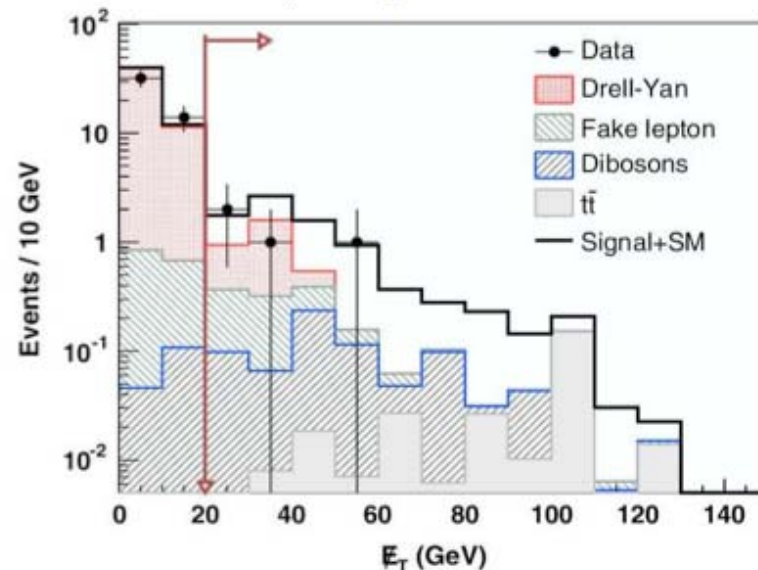 10²
10
1
10⁻¹
10⁻²
Events / 10 GeV
Data
Drell-Yan
Fake lepton
Dibosons
tt̄
Signal+SM
0 20 40 60 80 100 120 140
E̸T (GeV)